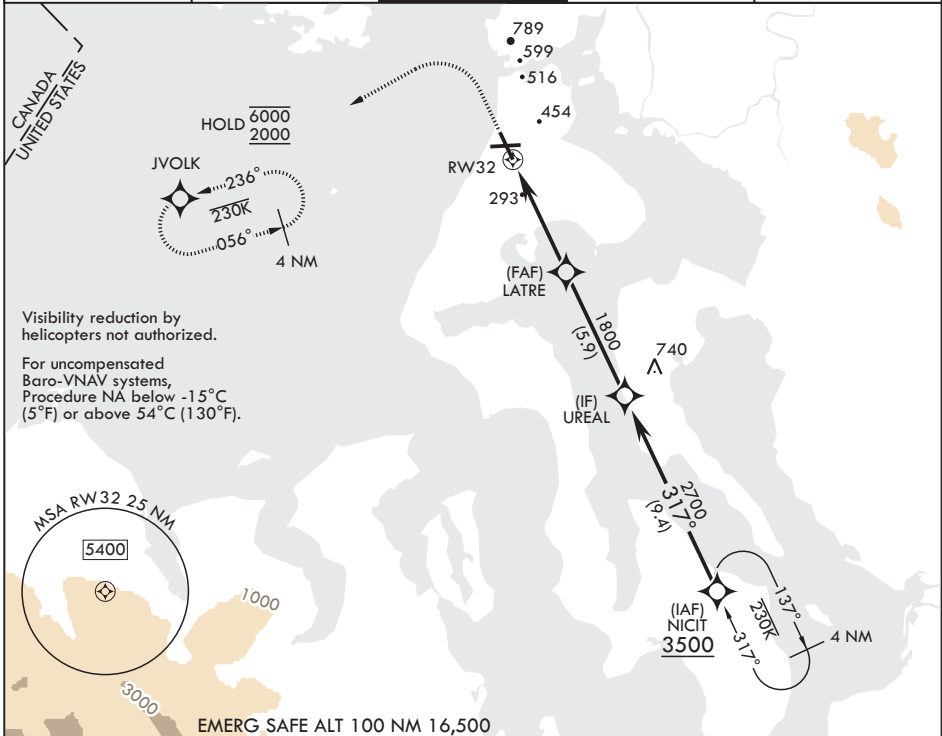 789
599
516
454
CANADA
UNITED STATES
HOLD 6000
2000
JVOLK
236°
230K
056°
4 NM
RW32
293
(FAF)
LATRE
1800
(5.9)
740
(IF)
UREAL
Visibility reduction by
helicopters not authorized.
For uncompensated
Baro-VNAV systems,
Procedure NA below -15°C
(5°F) or above 54°C (130°F).
2700
317°
(9.4)
MSA RW32 25 NM
5400
1000
3000
(IAF)
NICIT
3500
137°
230K
317°
4 NM
EMERG SAFE ALT 100 NM 16,500